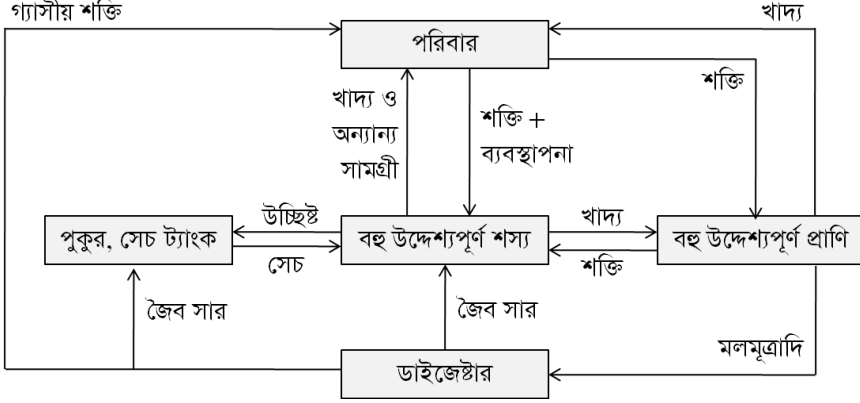 গ্যাসীয় শক্তি
খাদ্য
পরিবার
শক্তি
খাদ্য ও
অন্যান্য
সামগ্রী
শক্তি +
ব্যবস্থাপনা
উচ্ছিষ্ট
খাদ্য
পুকুর, সেচ ট্যাংক
বহু উদ্দেশ্যপূর্ণ শস্য
বহু উদ্দেশ্যপূর্ণ প্রাণি
সেচ
শক্তি
জৈব সার
জৈব সার
মলমূত্রাদি
ডাইজেষ্টার